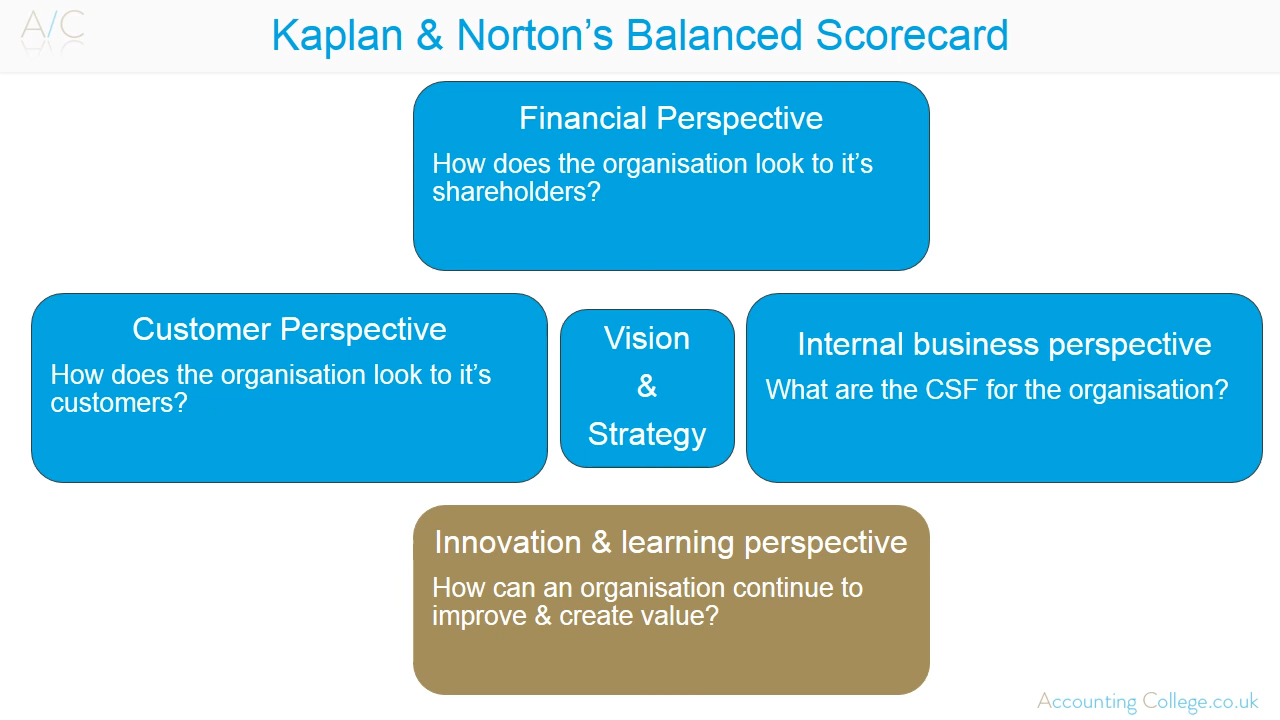 A/C
Kaplan & Norton’s Balanced Scorecard
Financial Perspective
How does the organisation look to it’s
shareholders?
Customer Perspective
How does the organisation look to it’s
customers?
Vision
&
Strategy
Internal business perspective
What are the CSF for the organisation?
Innovation & learning perspective
How can an organisation continue to
improve & create value?
Accounting College.co.uk